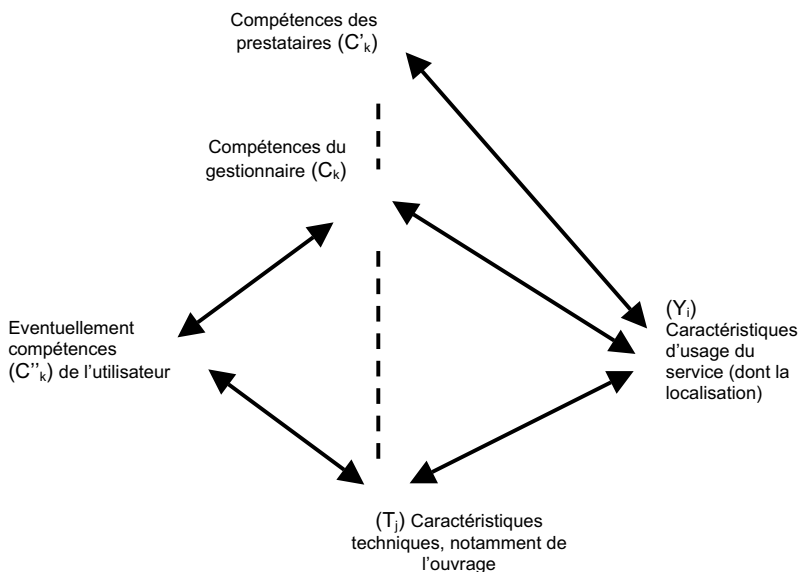 Compétences des
prestataires (C'k)
Compétences du
gestionnaire (Ck)
Eventuellement
compétences
(C''k) de l'utilisateur
(Yi)
Caractéristiques
d'usage du
service (dont la
localisation)
(Tj) Caractéristiques
techniques, notamment de
l'ouvrage